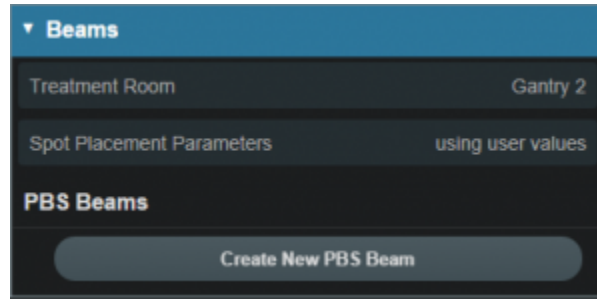 Beams
Treatment Room Gantry 2
Spot Placement Parameters using user values
PBS Beams
Create New PBS Beam